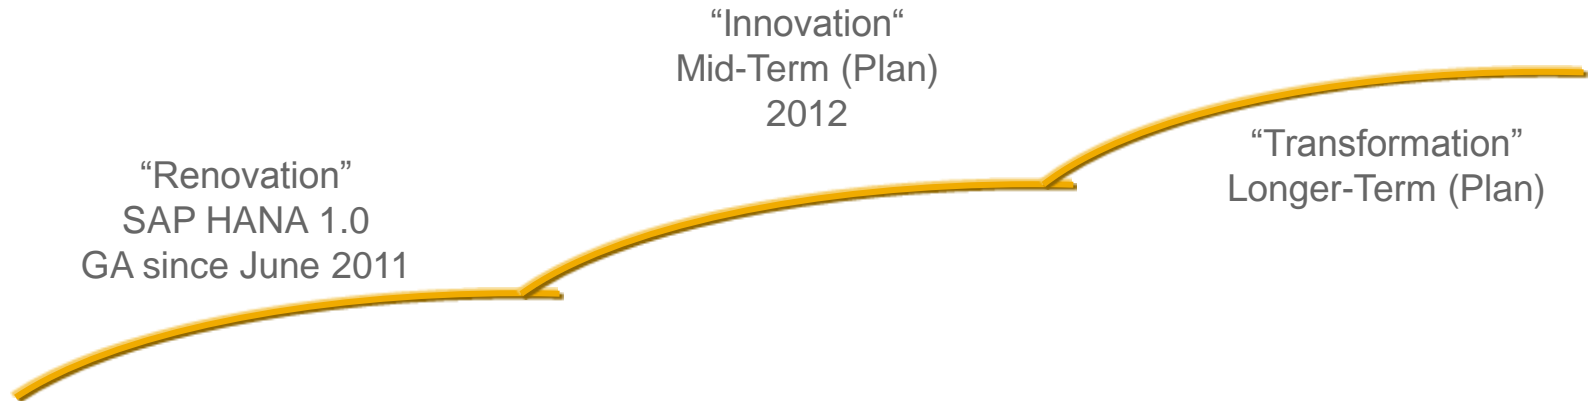 “Innovation“
Mid-Term (Plan)
2012
“Transformation”
Longer-Term (Plan)
“Renovation”
SAP HANA 1.0
GA since June 2011